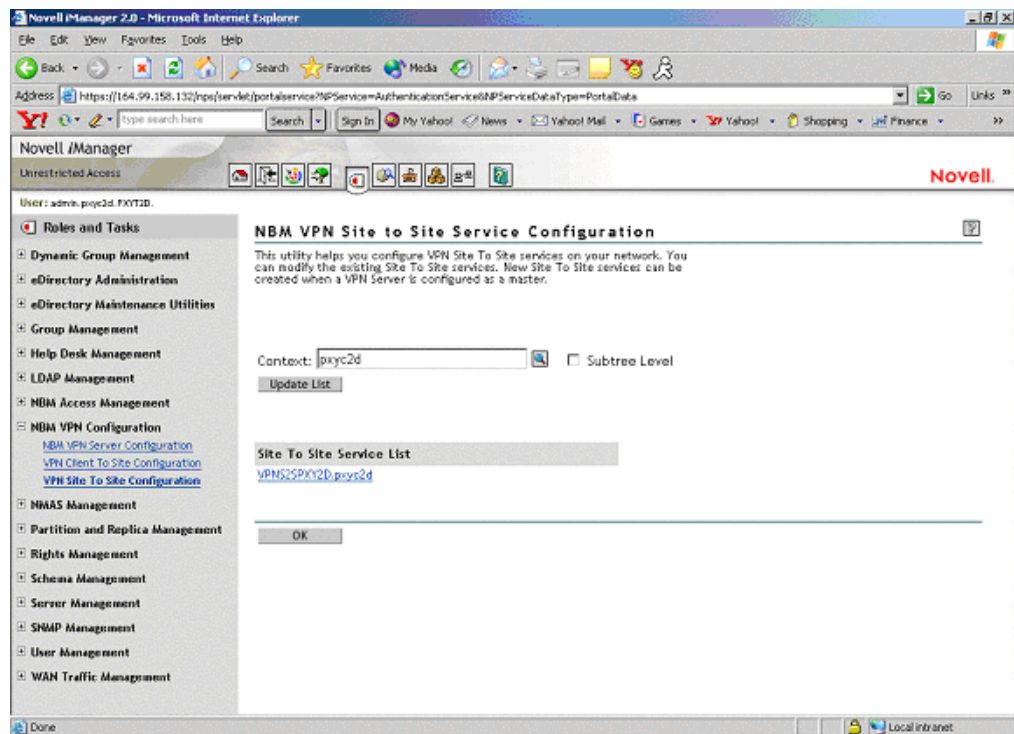 Novell iManager 2.0 - Microsoft Internet Explorer
File Edit View Favorites Tools Help
Back Search Favorites Media
Address https://164.99.158.132/nps/servlet/portalservice?NPService=AuthenticationService&NPServiceDataType=PortalData Go Links »
Y! type search here Search Sign In My Yahoo! News Yahoo! Mail Games Yahoo! Shopping Finance »
Novell iManager
Unrestricted Access
Novell.
User: admin.pxyc2d.PXYT2D.
Roles and Tasks
Dynamic Group Management
eDirectory Administration
eDirectory Maintenance Utilities
Group Management
Help Desk Management
LDAP Management
NBM Access Management
NBM VPN Configuration
NBM VPN Server Configuration
VPN Client To Site Configuration
VPN Site To Site Configuration
NMAS Management
Partition and Replica Management
Rights Management
Schema Management
Server Management
SNMP Management
User Management
WAN Traffic Management
NBM VPN Site to Site Service Configuration
This utility helps you configure VPN Site To Site services on your network. You
can modify the existing Site To Site services. New Site To Site services can be
created when a VPN Server is configured as a master.
Context: pxyc2d Subtree Level
Update List
Site To Site Service List
VPNS2SPXY2D.pxyc2d
OK
Done Local intranet